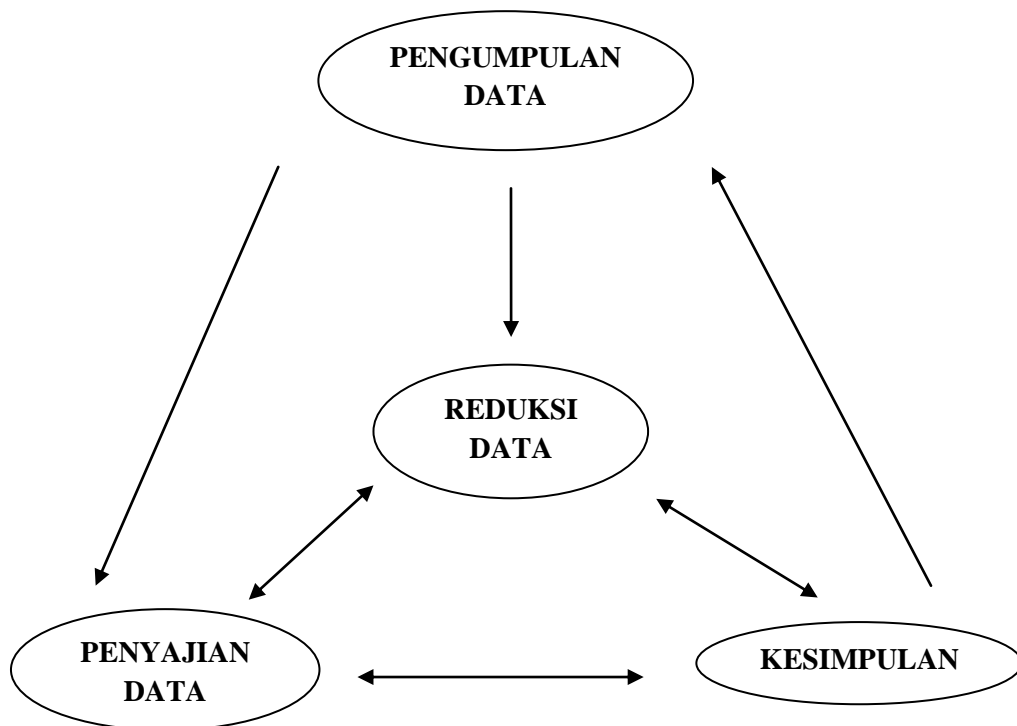 PENGUMPULAN
DATA
REDUKSI
DATA
PENYAJIAN
DATA
KESIMPULAN